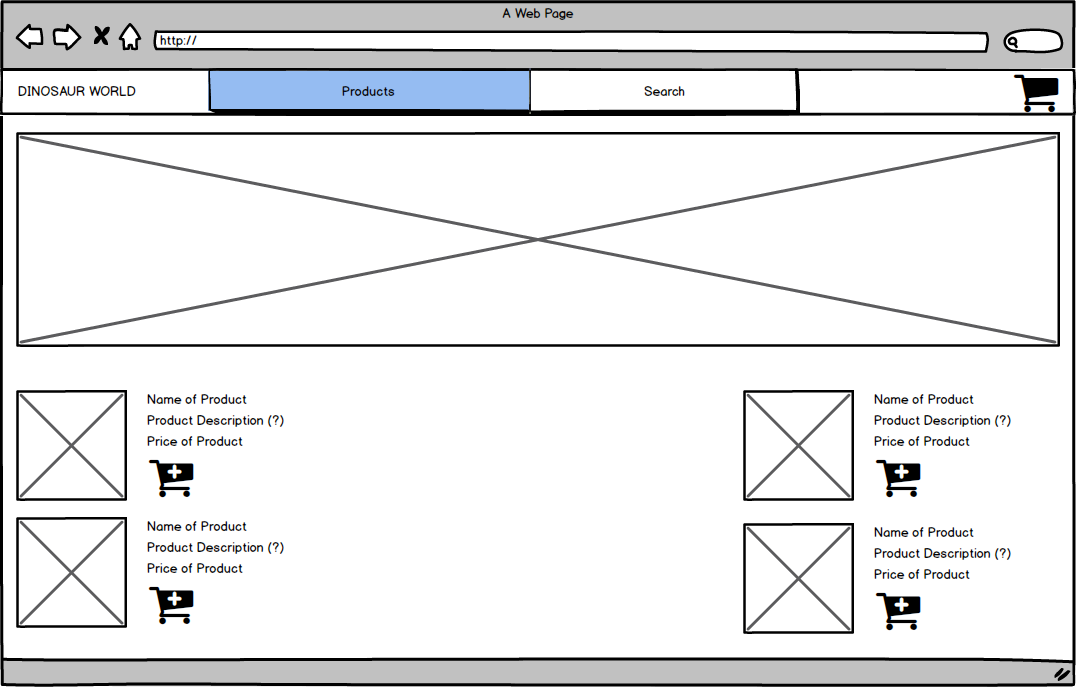 A Web Page
http://
DINOSAUR WORLD
Products
Search
Name of Product
Product Description (?)
Price of Product
Name of Product
Product Description (?)
Price of Product
Name of Product
Product Description (?)
Price of Product
Name of Product
Product Description (?)
Price of Product